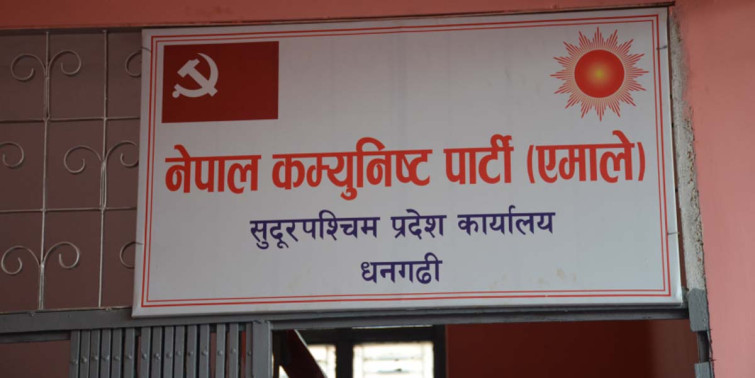 नेपाल कम्युनिष्ट पार्टी (एमाले)
सुदूरपश्चिम प्रदेश कार्यालय
धनगढी